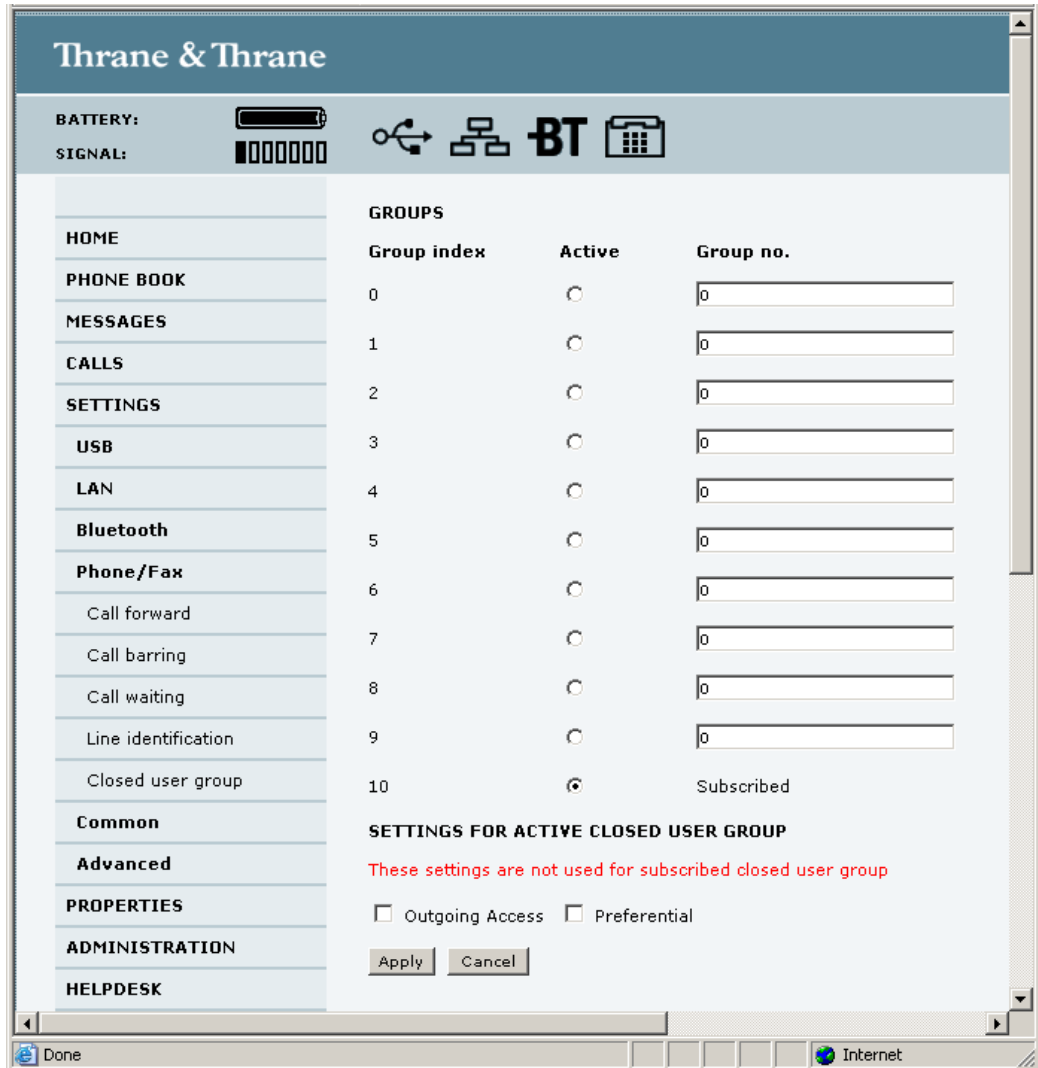 Thrane & Thrane
BATTERY:
SIGNAL:
BT
HOME
PHONE BOOK
MESSAGES
CALLS
SETTINGS
USB
LAN
Bluetooth
Phone/Fax
Call forward
Call barring
Call waiting
Line identification
Closed user group
Common
Advanced
PROPERTIES
ADMINISTRATION
HELPDESK
GROUPS
Group index Active Group no.
0 0
1 0
2 0
3 0
4 0
5 0
6 0
7 0
8 0
9 0
10 Subscribed
SETTINGS FOR ACTIVE CLOSED USER GROUP
These settings are not used for subscribed closed user group
Outgoing Access Preferential
Apply Cancel
Done Internet